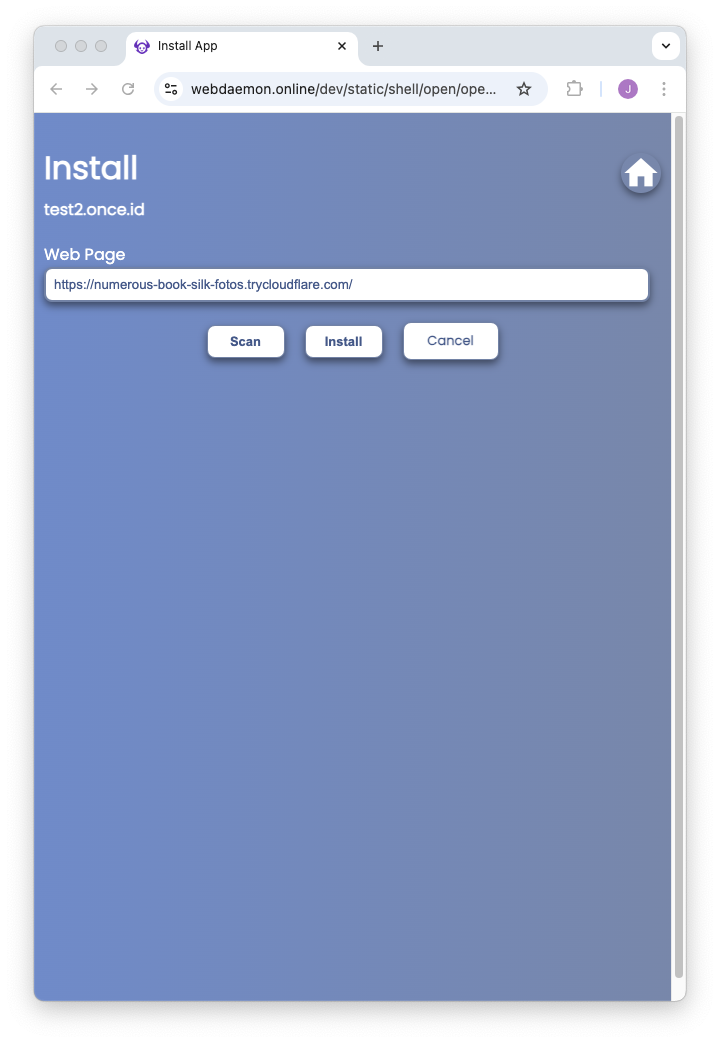 Install App
webdaemon.online/dev/static/shell/open/ope...
J
Install
test2.once.id
Web Page
https://numerous-book-silk-fotos.trycloudflare.com/
Scan Install Cancel